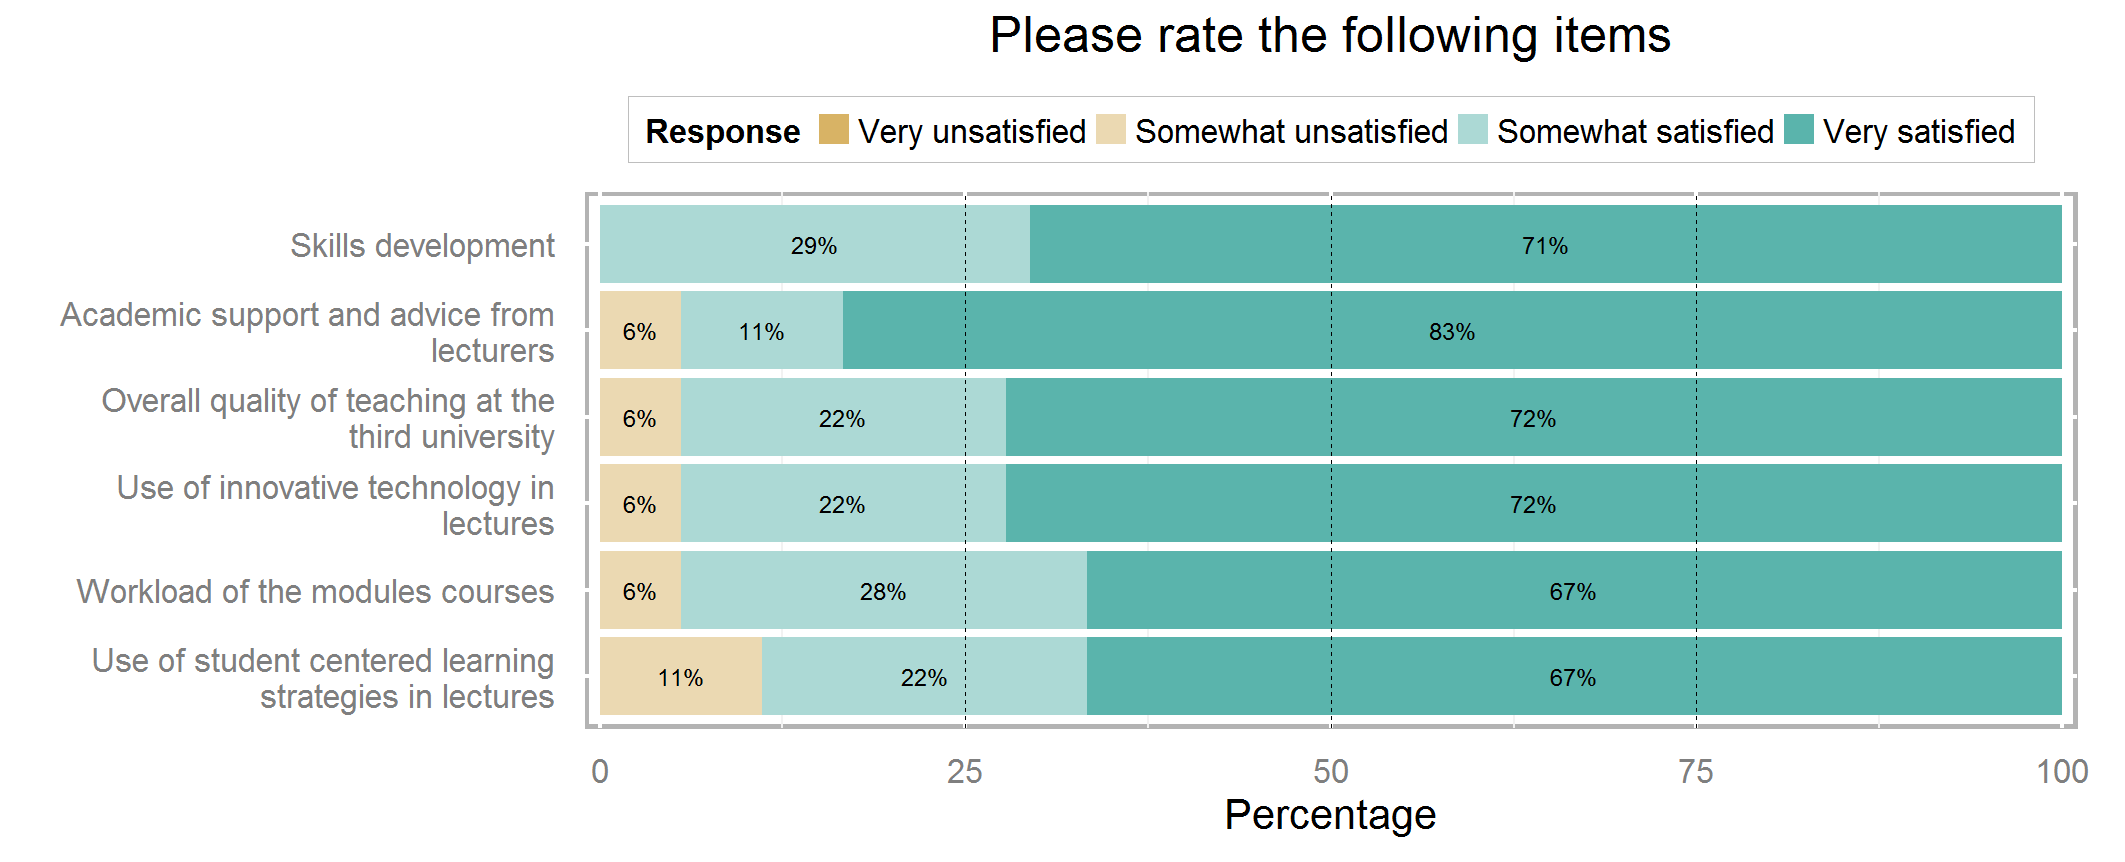 Please rate the following items
Response Very unsatisfied Somewhat unsatisfied Somewhat satisfied Very satisfied
Skills development
29% 71%
Academic support and advice from
lecturers
6% 11% 83%
Overall quality of teaching at the
third university
6% 22% 72%
Use of innovative technology in
lectures
6% 22% 72%
Workload of the modules courses
6% 28% 67%
Use of student centered learning
strategies in lectures
11% 22% 67%
0 25 50 75 100
Percentage